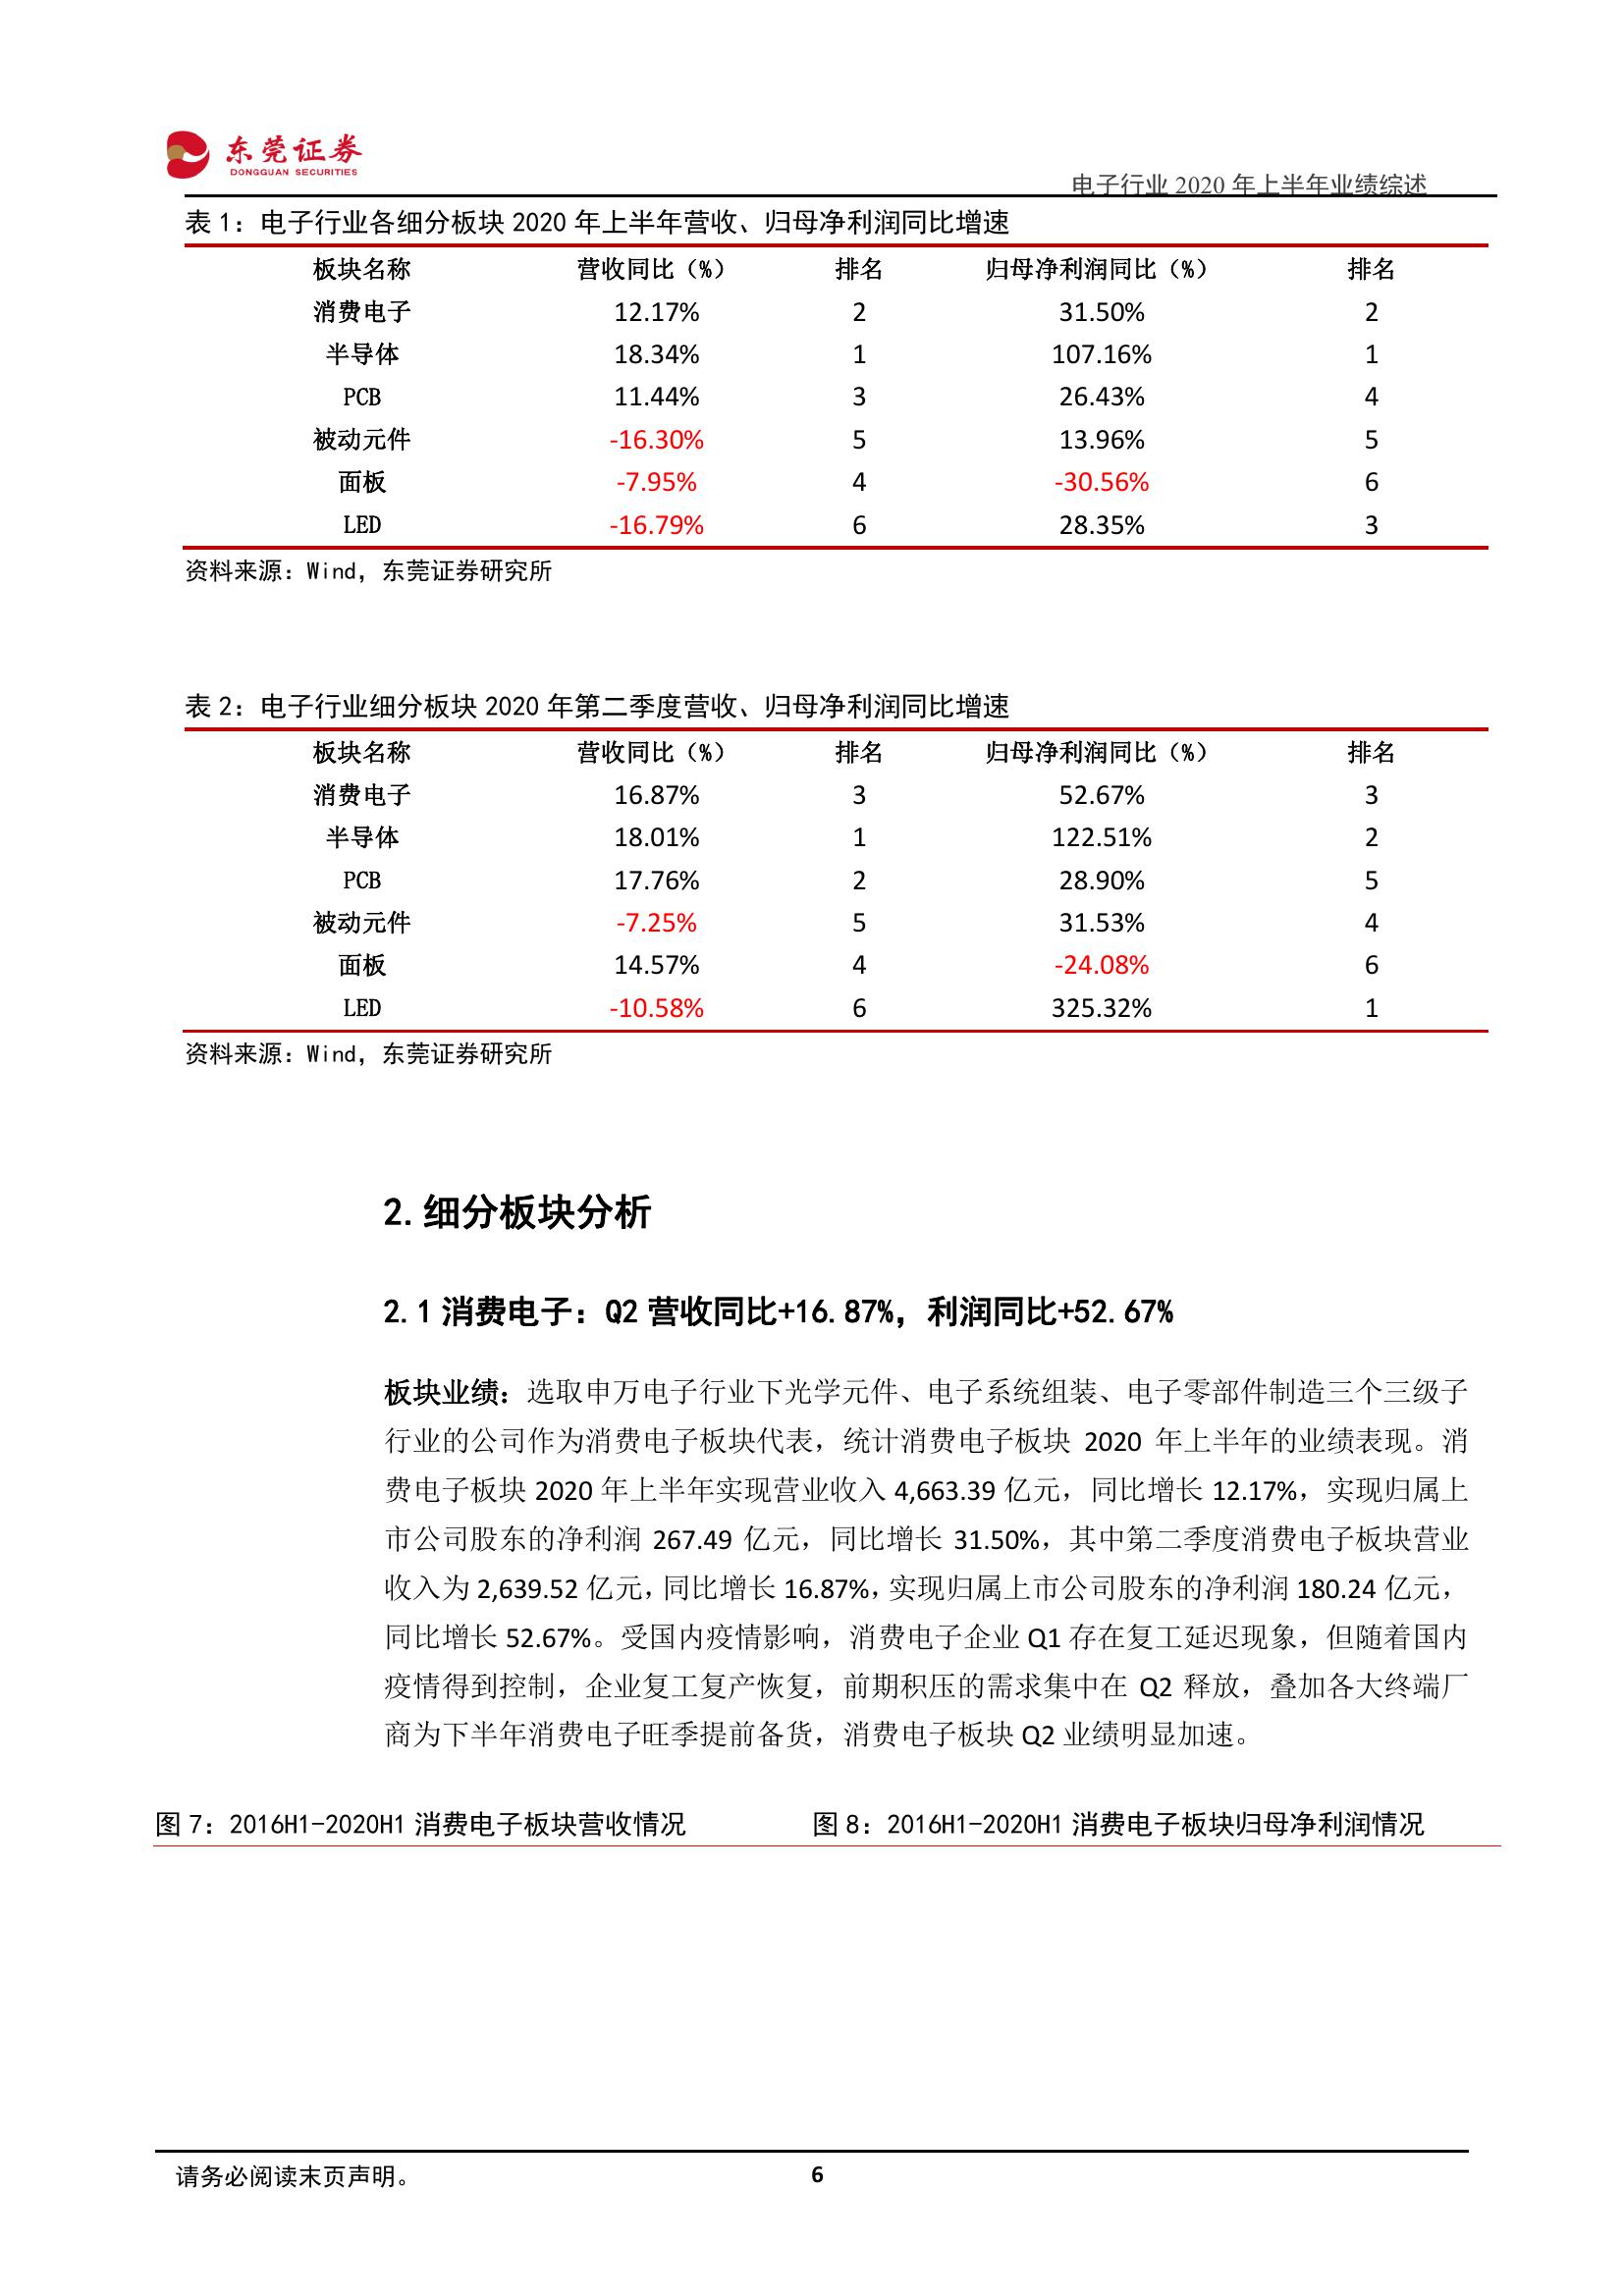 东莞证券
DONGGUAN SECURITIES
电子行业 2020 年上半年业绩综述
表 1：电子行业各细分板块 2020 年上半年营收、归母净利润同比增速
板块名称 营收同比（%） 排名 归母净利润同比（%） 排名
消费电子 12.17% 2 31.50% 2
半导体 18.34% 1 107.16% 1
PCB 11.44% 3 26.43% 4
被动元件 -16.30% 5 13.96% 5
面板 -7.95% 4 -30.56% 6
LED -16.79% 6 28.35% 3
资料来源：Wind，东莞证券研究所
表 2：电子行业细分板块 2020 年第二季度营收、归母净利润同比增速
板块名称 营收同比（%） 排名 归母净利润同比（%） 排名
消费电子 16.87% 3 52.67% 3
半导体 18.01% 1 122.51% 2
PCB 17.76% 2 28.90% 5
被动元件 -7.25% 5 31.53% 4
面板 14.57% 4 -24.08% 6
LED -10.58% 6 325.32% 1
资料来源：Wind，东莞证券研究所
2.细分板块分析
2.1 消费电子：Q2 营收同比+16.87%，利润同比+52.67%
板块业绩：选取申万电子行业下光学元件、电子系统组装、电子零部件制造三个三级子
行业的公司作为消费电子板块代表，统计消费电子板块 2020 年上半年的业绩表现。消
费电子板块 2020 年上半年实现营业收入 4,663.39 亿元，同比增长 12.17%，实现归属上
市公司股东的净利润 267.49 亿元，同比增长 31.50%，其中第二季度消费电子板块营业
收入为 2,639.52 亿元，同比增长 16.87%，实现归属上市公司股东的净利润 180.24 亿元，
同比增长 52.67%。受国内疫情影响，消费电子企业 Q1 存在复工延迟现象，但随着国内
疫情得到控制，企业复工复产恢复，前期积压的需求集中在 Q2 释放，叠加各大终端厂
商为下半年消费电子旺季提前备货，消费电子板块 Q2 业绩明显加速。
图 7：2016H1-2020H1 消费电子板块营收情况
图 8：2016H1-2020H1 消费电子板块归母净利润情况
请务必阅读末页声明。
6